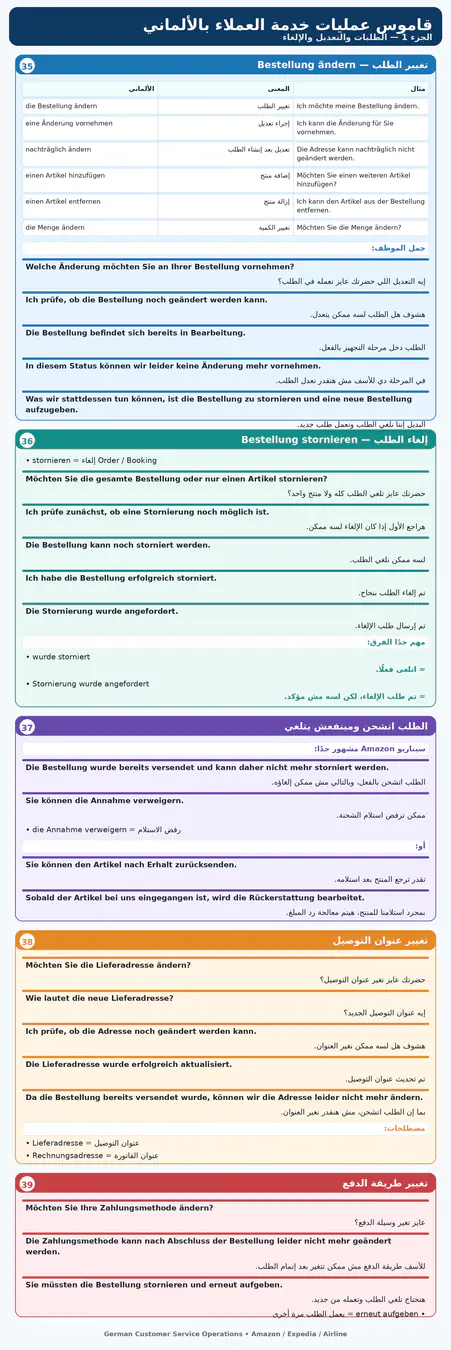 قاموس عمليات خدمة العملاء بالألماني
الجزء 1 — الطلبات والتعديل والإلغاء
35
تغيير الطلب — Bestellung ändern
الألماني
المعنى
مثال
die Bestellung ändern
تغيير الطلب
Ich möchte meine Bestellung ändern.
eine Änderung vornehmen
إجراء تعديل
Ich kann die Änderung für Sie
vornehmen.
nachträglich ändern
تعديل بعد إنشاء الطلب
Die Adresse kann nachträglich nicht
geändert werden.
einen Artikel hinzufügen
إضافة منتج
Möchten Sie einen weiteren Artikel
hinzufügen?
einen Artikel entfernen
إزالة منتج
Ich kann den Artikel aus der Bestellung
entfernen.
die Menge ändern
تغيير الكمية
Möchten Sie die Menge ändern?
جمل الموظف:
Welche Änderung möchten Sie an Ihrer Bestellung vornehmen?
إيه التعديل اللي حضرتك عايز تعمله في الطلب؟
Ich prüfe, ob die Bestellung noch geändert werden kann.
هشوف هل الطلب لسه ممكن يتعدل.
Die Bestellung befindet sich bereits in Bearbeitung.
الطلب دخل مرحلة التجهيز بالفعل.
In diesem Status können wir leider keine Änderung mehr vornehmen.
في المرحلة دي للأسف مش هنقدر نعدل الطلب.
Was wir stattdessen tun können, ist die Bestellung zu stornieren und eine neue Bestellung
aufzugeben.
البديل إننا نلغي الطلب ونعمل طلب جديد.
36
إلغاء الطلب — Bestellung stornieren
• stornieren = إلغاء Order / Booking
Möchten Sie die gesamte Bestellung oder nur einen Artikel stornieren?
حضرتك عايز تلغي الطلب كله ولا منتج واحد؟
Ich prüfe zunächst, ob eine Stornierung noch möglich ist.
هراجع الأول إذا كان الإلغاء لسه ممكن.
Die Bestellung kann noch storniert werden.
لسه ممكن نلغي الطلب.
Ich habe die Bestellung erfolgreich storniert.
تم إلغاء الطلب بنجاح.
Die Stornierung wurde angefordert.
تم إرسال طلب الإلغاء.
مهم جدًا الفرق:
• wurde storniert
= اتلغى فعلًا.
• Stornierung wurde angefordert
= تم طلب الإلغاء، لكن لسه مش مؤكد.
37
الطلب اتشحن ومينفعش يتلغي
سيناريو Amazon مشهور جدًا:
Die Bestellung wurde bereits versendet und kann daher nicht mehr storniert werden.
الطلب اتشحن بالفعل، وبالتالي مش ممكن إلغاؤه.
Sie können die Annahme verweigern.
ممكن ترفض استلام الشحنة.
• die Annahme verweigern = رفض الاستلام
أو:
Sie können den Artikel nach Erhalt zurücksenden.
تقدر ترجع المنتج بعد استلامه.
Sobald der Artikel bei uns eingegangen ist, wird die Rückerstattung bearbeitet.
بمجرد استلامنا للمنتج، هيتم معالجة رد المبلغ.
38
تغيير عنوان التوصيل
Möchten Sie die Lieferadresse ändern?
حضرتك عايز تغير عنوان التوصيل؟
Wie lautet die neue Lieferadresse?
إيه عنوان التوصيل الجديد؟
Ich prüfe, ob die Adresse noch geändert werden kann.
هشوف هل لسه ممكن نغير العنوان.
Die Lieferadresse wurde erfolgreich aktualisiert.
تم تحديث عنوان التوصيل.
Da die Bestellung bereits versendet wurde, können wir die Adresse leider nicht mehr ändern.
بما إن الطلب اتشحن، مش هنقدر نغير العنوان.
مصطلحات:
• Lieferadresse = عنوان التوصيل
• Rechnungsadresse = عنوان الفاتورة
39
تغيير طريقة الدفع
Möchten Sie Ihre Zahlungsmethode ändern?
عايز تغير وسيلة الدفع؟
Die Zahlungsmethode kann nach Abschluss der Bestellung leider nicht mehr geändert
werden.
للأسف طريقة الدفع مش ممكن تتغير بعد إتمام الطلب.
Sie müssten die Bestellung stornieren und erneut aufgeben.
هتحتاج تلغي الطلب وتعمله من جديد.
• erneut aufgeben = يعمل الطلب مرة أخرى
German Customer Service Operations • Amazon / Expedia / Airline